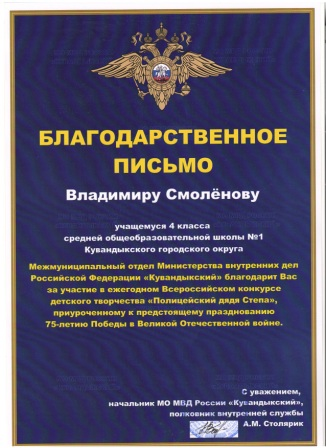 БЛАГОДАРСТВЕННОЕ
ПИСЬМО
Владимиру Смолёнову
учащемуся 4 класса
средней общеобразовательной школы №1
Кувандыкского городского округа
Межмуниципальный отдел Министерства внутренних дел
Российской Федерации «Кувандыкский» благодарит Вас
за участие в ежегодном Всероссийском конкурсе
детского творчества «Полицейский дядя Степа»,
приуроченному к предстоящему празднованию
75-летию Победы в Великой Отечественной войне.
С уважением,
начальник МО МВД России «Кувандыкский»,
полковник внутренней службы
А.М. Столярик